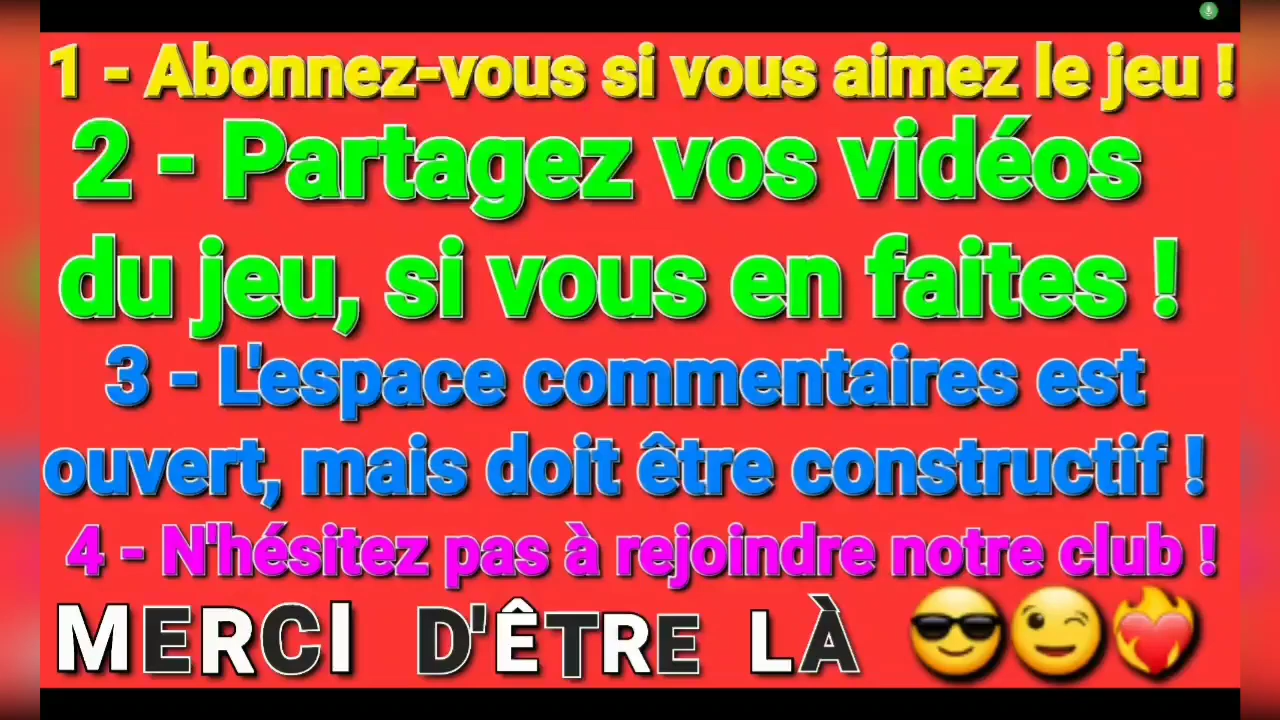 1 - Abonnez-vous si vous aimez le jeu !
2 - Partagez vos vidéos
du jeu, si vous en faites !
3 - L'espace commentaires est
ouvert, mais doit être constructif !
4 - N'hésitez pas à rejoindre notre club !
MERCI D'ÊTRE LÀ 😎😉❤️‍🔥